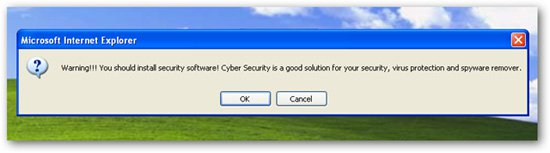 Microsoft Internet Explorer
Warning!!! You should install security software! Cyber Security is a good solution for your security, virus protection and spyware remover.
OK Cancel